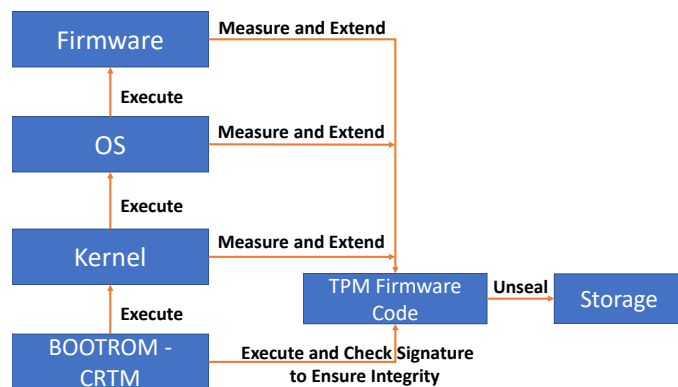 Firmware
Measure and Extend
Execute
OS
Measure and Extend
Execute
Kernel
Measure and Extend
TPM Firmware
Code
Unseal
Storage
Execute
BOOTROM -
CRTM
Execute and Check Signature
to Ensure Integrity